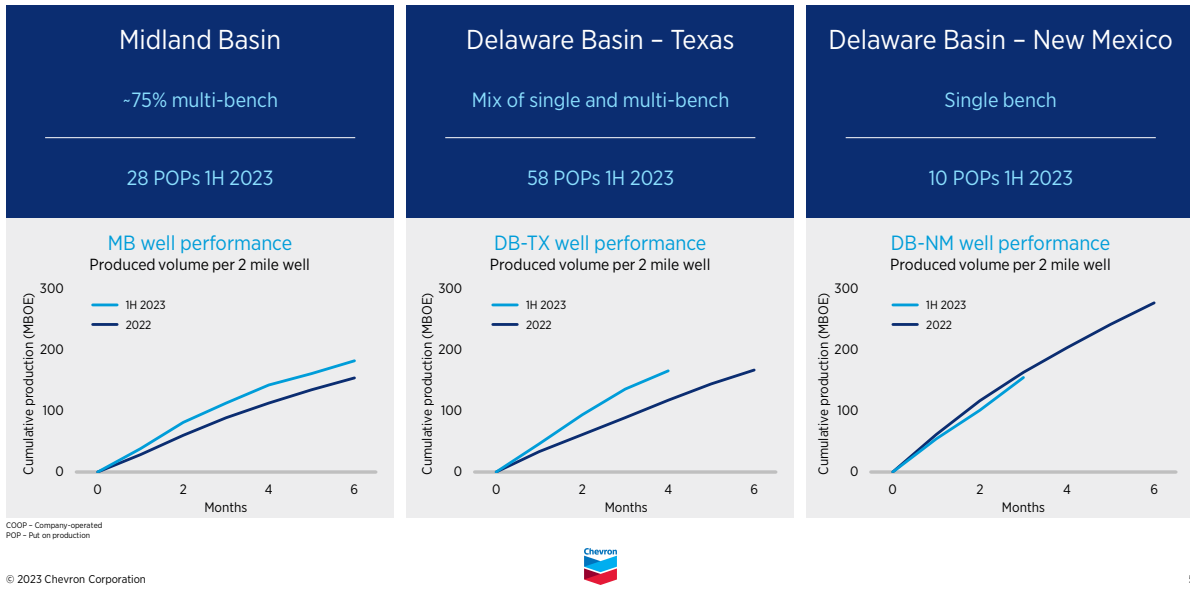 Midland Basin
~75% multi-bench
28 POPs 1H 2023
Delaware Basin – Texas
Mix of single and multi-bench
58 POPs 1H 2023
Delaware Basin – New Mexico
Single bench
10 POPs 1H 2023
MB well performance
Produced volume per 2 mile well
Cumulative production (MBOE)
300
200
100
0
1H 2023
2022
0 2 4 6
Months
DB-TX well performance
Produced volume per 2 mile well
Cumulative production (MBOE)
300
200
100
0
1H 2023
2022
0 2 4 6
Months
DB-NM well performance
Produced volume per 2 mile well
Cumulative production (MBOE)
300
200
100
0
1H 2023
2022
0 2 4 6
Months
COOP – Company-operated
POP – Put on production
© 2023 Chevron Corporation
Chevron